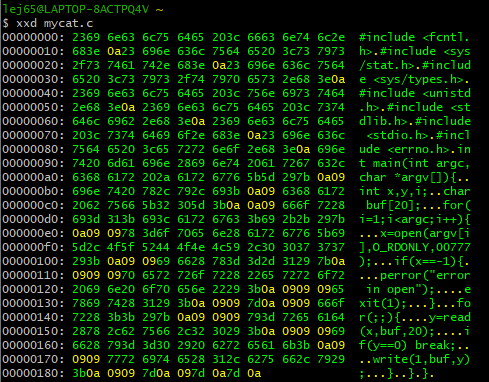 lej65@LAPTOP-8ACTPQ4V ~
$ xxd mycat.c
00000000: 2369 6e63 6c75 6465 203c 6663 6e74 6c2e  #include <fcntl.
00000010: 683e 0a23 696e 636c 7564 6520 3c73 7973  h>.#include <sys
00000020: 2f73 7461 742e 683e 0a23 696e 636c 7564  /stat.h>.#includ
00000030: 6520 3c73 7973 2f74 7970 6573 2e68 3e0a  e <sys/types.h>.
00000040: 2369 6e63 6c75 6465 203c 756e 6973 7464  #include <unistd
00000050: 2e68 3e0a 2369 6e63 6c75 6465 203c 7374  .h>.#include <st
00000060: 646c 6962 2e68 3e0a 2369 6e63 6c75 6465  dlib.h>.#include
00000070: 203c 7374 6469 6f2e 683e 0a23 696e 636c   <stdio.h>.#incl
00000080: 7564 6520 3c65 7272 6e6f 2e68 3e0a 696e  ude <errno.h>.in
00000090: 7420 6d61 696e 2869 6e74 2061 7267 632c  t main(int argc,
000000a0: 6368 6172 202a 6172 6776 5b5d 297b 0a09  char *argv[]){..
000000b0: 696e 7420 782c 792c 693b 0a09 6368 6172  int x,y,i;..char
000000c0: 2062 7566 5b32 305d 3b0a 0a09 666f 7228   buf[20];...for(
000000d0: 693d 313b 693c 6172 6763 3b69 2b2b 297b  i=1;i<argc;i++){
000000e0: 0a09 0978 3d6f 7065 6e28 6172 6776 5b69  ...x=open(argv[i
000000f0: 5d2c 4f5f 5244 4f4e 4c59 2c30 3037 3737  ],O_RDONLY,00777
00000100: 293b 0a09 0969 6628 783d 3d2d 3129 7b0a  );...if(x==-1){.
00000110: 0909 0970 6572 726f 7228 2265 7272 6f72  ...perror("error
00000120: 2069 6e20 6f70 656e 2229 3b0a 0909 0965   in open");....e
00000130: 7869 7428 3129 3b0a 0909 7d0a 0909 666f  xit(1);...}...fo
00000140: 7228 3b3b 297b 0a09 0909 793d 7265 6164  r(;;){....y=read
00000150: 2878 2c62 7566 2c32 3029 3b0a 0909 0969  (x,buf,20);....i
00000160: 6628 793d 3d30 2920 6272 6561 6b3b 0a09  f(y==0) break;..
00000170: 0909 7772 6974 6528 312c 6275 662c 7929  ..write(1,buf,y)
00000180: 3b0a 0909 7d0a 097d 0a7d 0a  ;...}..}.}.